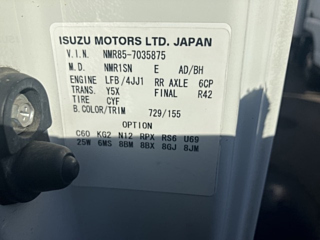 ISUZU MOTORS LTD. JAPAN
V.I.N. NMR85-7035875
M.D. NMR1SN E AD/BH
ENGINE LFB/4JJ1 RR AXLE 6CP
TRANS. Y5X FINAL R42
TIRE CYF
B.COLOR/TRIM 729/155
OPTION
C60 KG2 N12 RPX RS6 U69
25W 6MS 8BM 8BX 8GJ 8JM